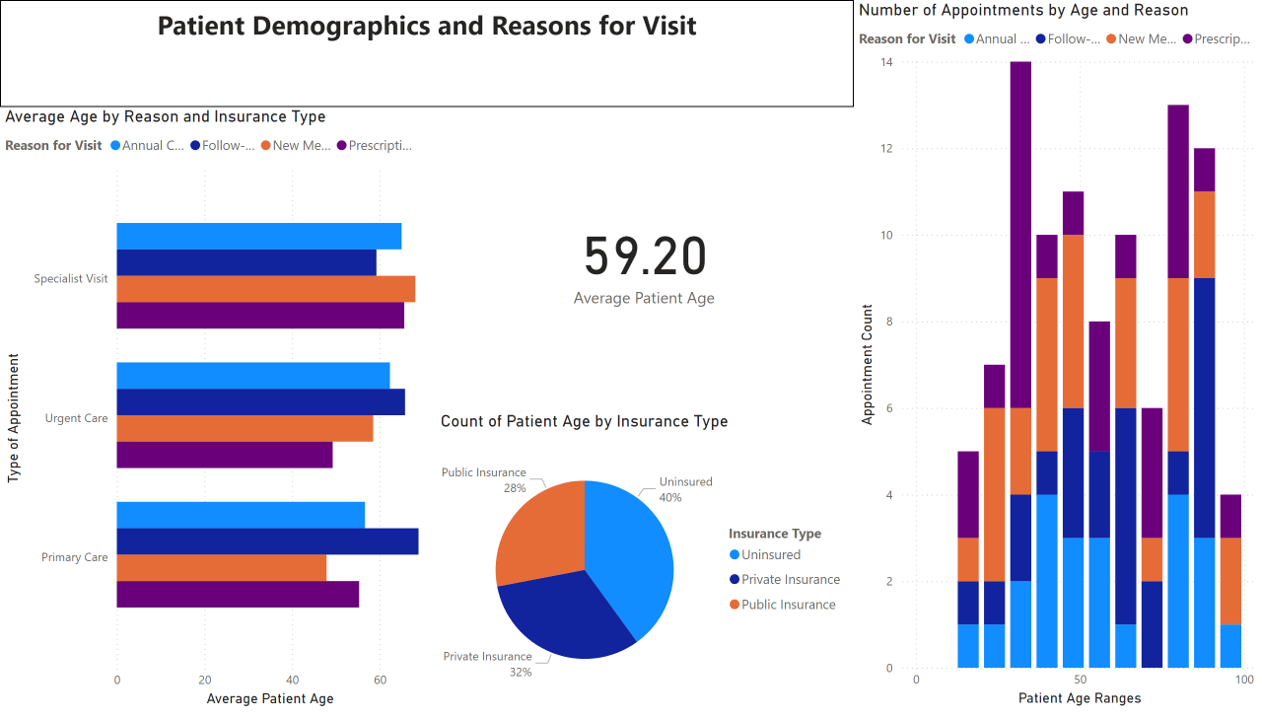 Patient Demographics and Reasons for Visit
Average Age by Reason and Insurance Type
Reason for Visit Annual C... Follow-... New Me... Prescripti...
Type of Appointment
Specialist Visit
Urgent Care
Primary Care
0 20 40 60
Average Patient Age
59.20
Average Patient Age
Count of Patient Age by Insurance Type
Public Insurance
28%
Uninsured
40%
Private Insurance
32%
Insurance Type
Uninsured
Private Insurance
Public Insurance
Number of Appointments by Age and Reason
Reason for Visit Annual ... Follow-... New Me... Prescrip...
Appointment Count
14
12
10
8
6
4
2
0
0 50 100
Patient Age Ranges